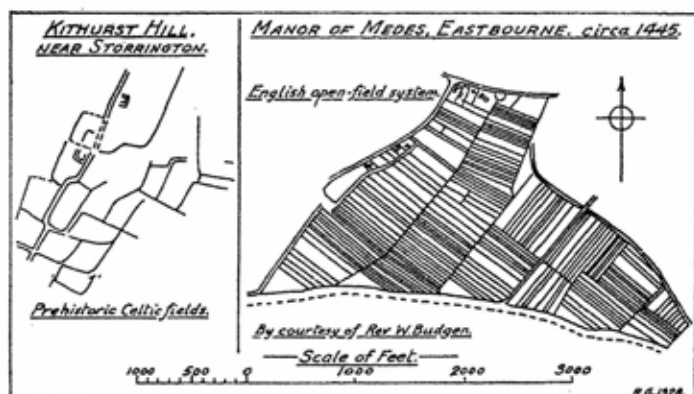 KITHURST HILL.
NEAR STORRINGTON.
Prehistoric Celtic fields.
MANOR OF MEDES, EASTBOURNE. circa 1445.
English open-field system.
By courtesy of Rev W. Budgen.
Scale of Feet.
1000 0 1000 2000 3000
R.G. 1928